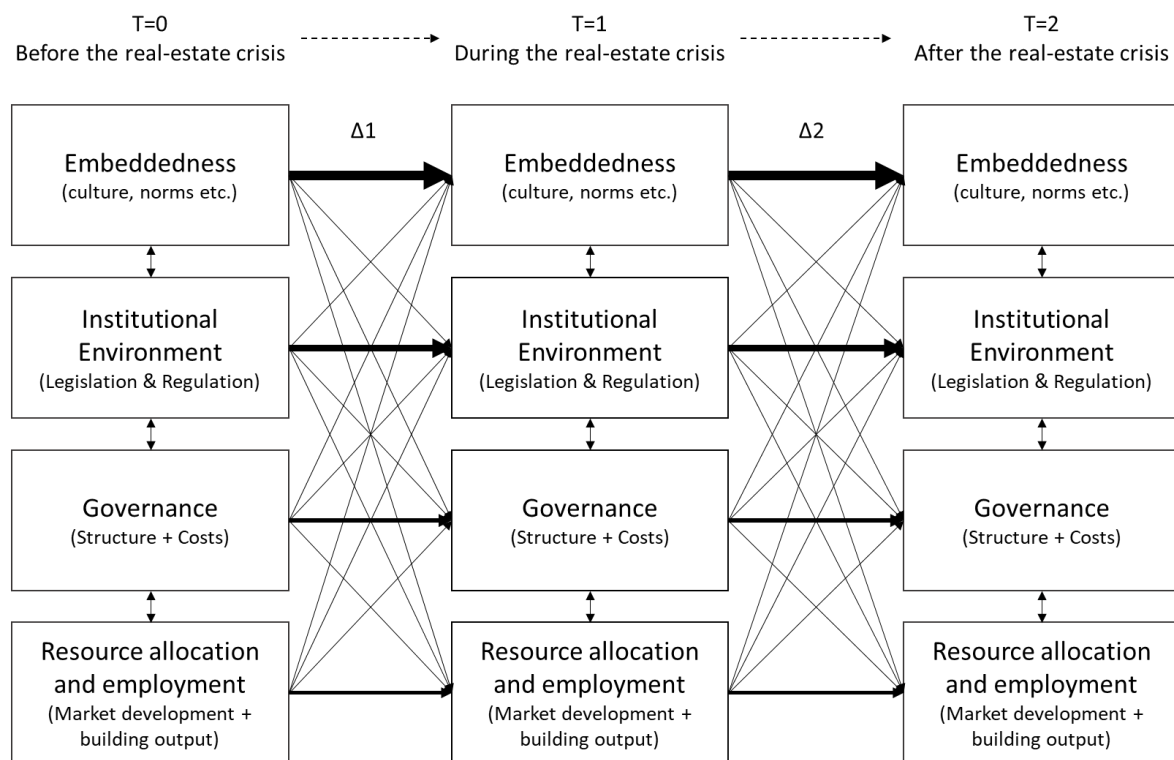 T=0
Before the real-estate crisis
T=1
During the real-estate crisis
T=2
After the real-estate crisis
Δ1
Δ2
Embeddedness
(culture, norms etc.)
Embeddedness
(culture, norms etc.)
Embeddedness
(culture, norms etc.)
Institutional
Environment
(Legislation & Regulation)
Institutional
Environment
(Legislation & Regulation)
Institutional
Environment
(Legislation & Regulation)
Governance
(Structure + Costs)
Governance
(Structure + Costs)
Governance
(Structure + Costs)
Resource allocation
and employment
(Market development +
building output)
Resource allocation
and employment
(Market development +
building output)
Resource allocation
and employment
(Market development +
building output)